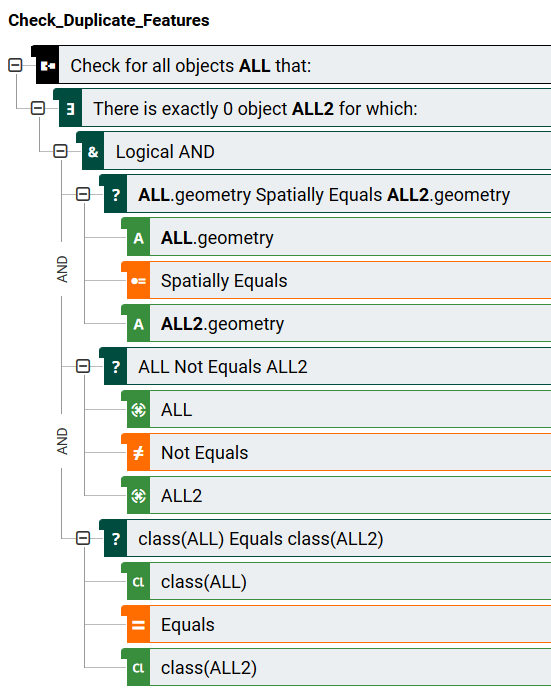 Check_Duplicate_Features
Check for all objects ALL that:
∃ There is exactly 0 object ALL2 for which:
& Logical AND
? ALL.geometry Spatially Equals ALL2.geometry
A ALL.geometry
Spatially Equals
A ALL2.geometry
AND
? ALL Not Equals ALL2
ALL
≠ Not Equals
ALL2
AND
? class(ALL) Equals class(ALL2)
CL class(ALL)
= Equals
CL class(ALL2)